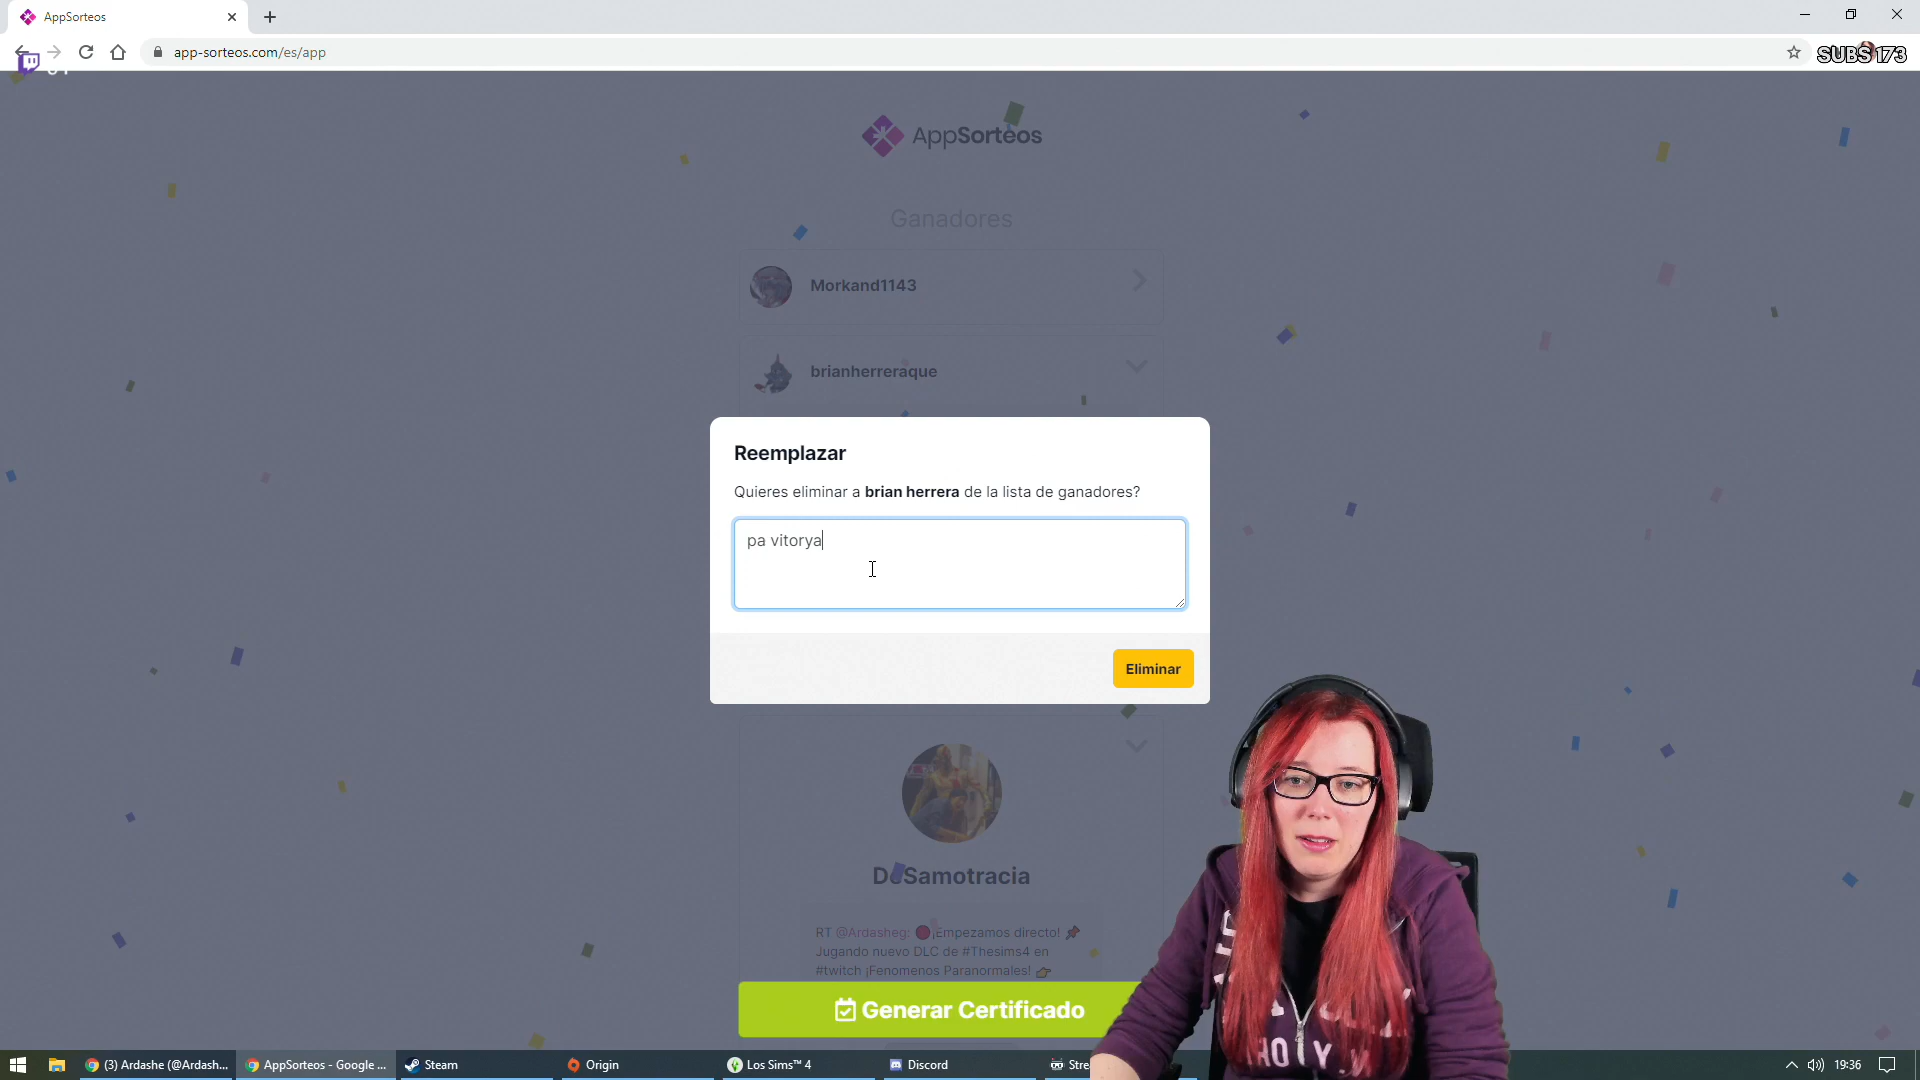 AppSorteos
app-sorteos.com/es/app
SUBS 173
AppSorteos
Ganadores
Morkand1143
brianherreraque
Reemplazar
Quieres eliminar a brian herrera de la lista de ganadores?
pa vitorya
Eliminar
DeSamotracia
RT @Ardasheg: 🔴¡Empezamos directo! 📌
Jugando nuevo DLC de #Thesims4 en
#twitch ¡Fenomenos Paranormales! 👉
Generar Certificado
(3) Ardashe (@Ardash...
AppSorteos - Google ...
Steam
Origin
Los Sims™ 4
Discord
Stre
19:36